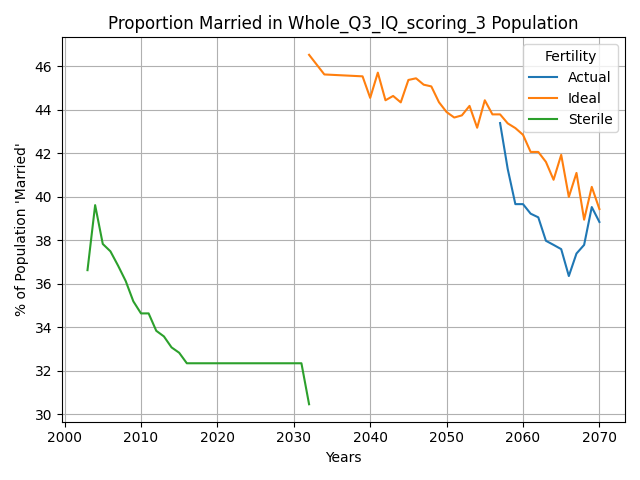 Proportion Married in Whole_Q3_IQ_scoring_3 Population
Fertility
Actual
Ideal
Sterile
% of Population 'Married'
46
44
42
40
38
36
34
32
30
2000
2010
2020
2030
2040
2050
2060
2070
Years